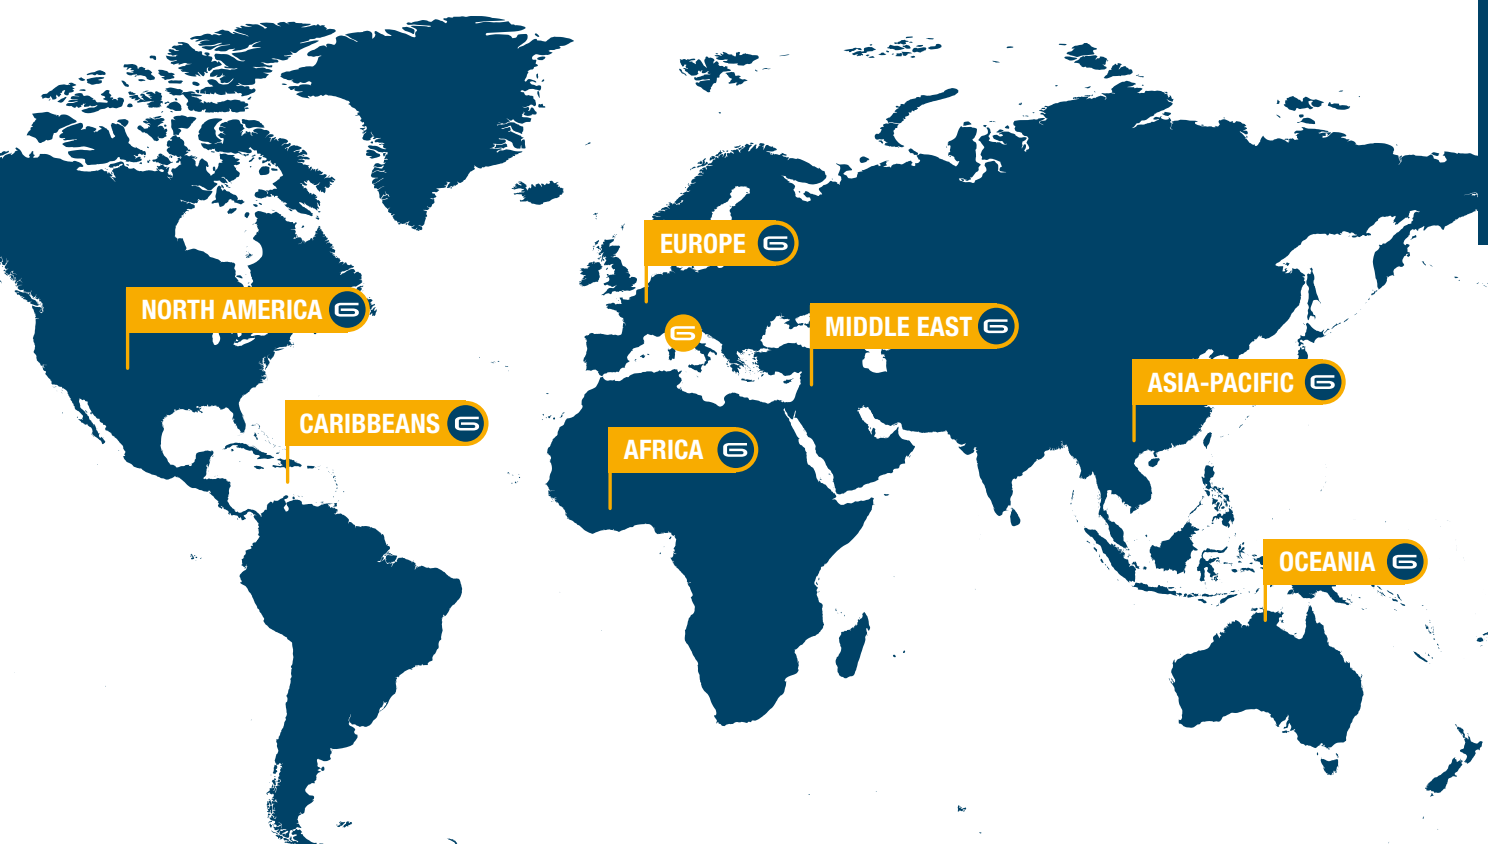 EUROPE
NORTH AMERICA
MIDDLE EAST
ASIA-PACIFIC
CARIBBEANS
AFRICA
OCEANIA